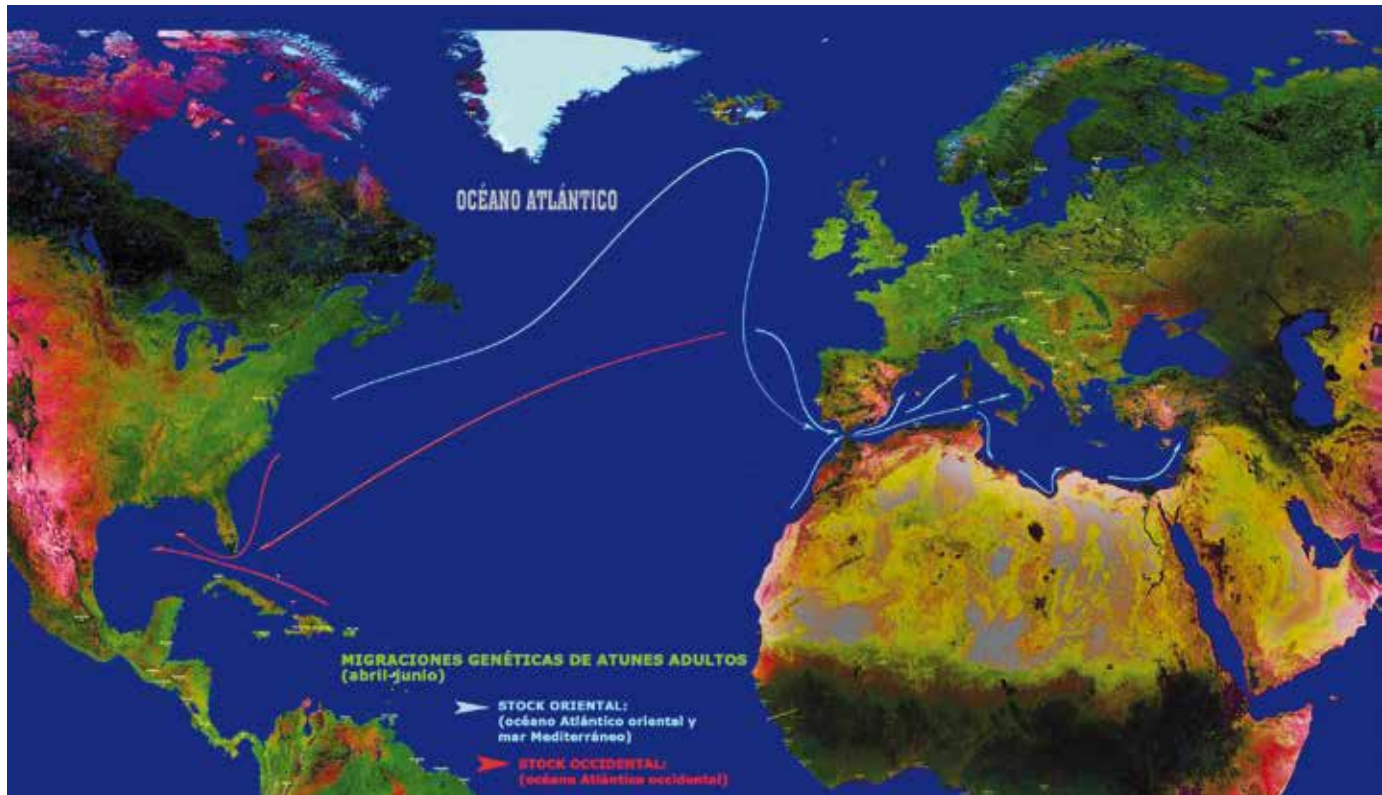 OCÉANO ATLÁNTICO
MIGRACIONES GENÉTICAS DE ATUNES ADULTOS
(abril-junio)
STOCK ORIENTAL:
(océano Atlántico oriental y
mar Mediterráneo)
STOCK OCCIDENTAL:
(océano Atlántico occidental)